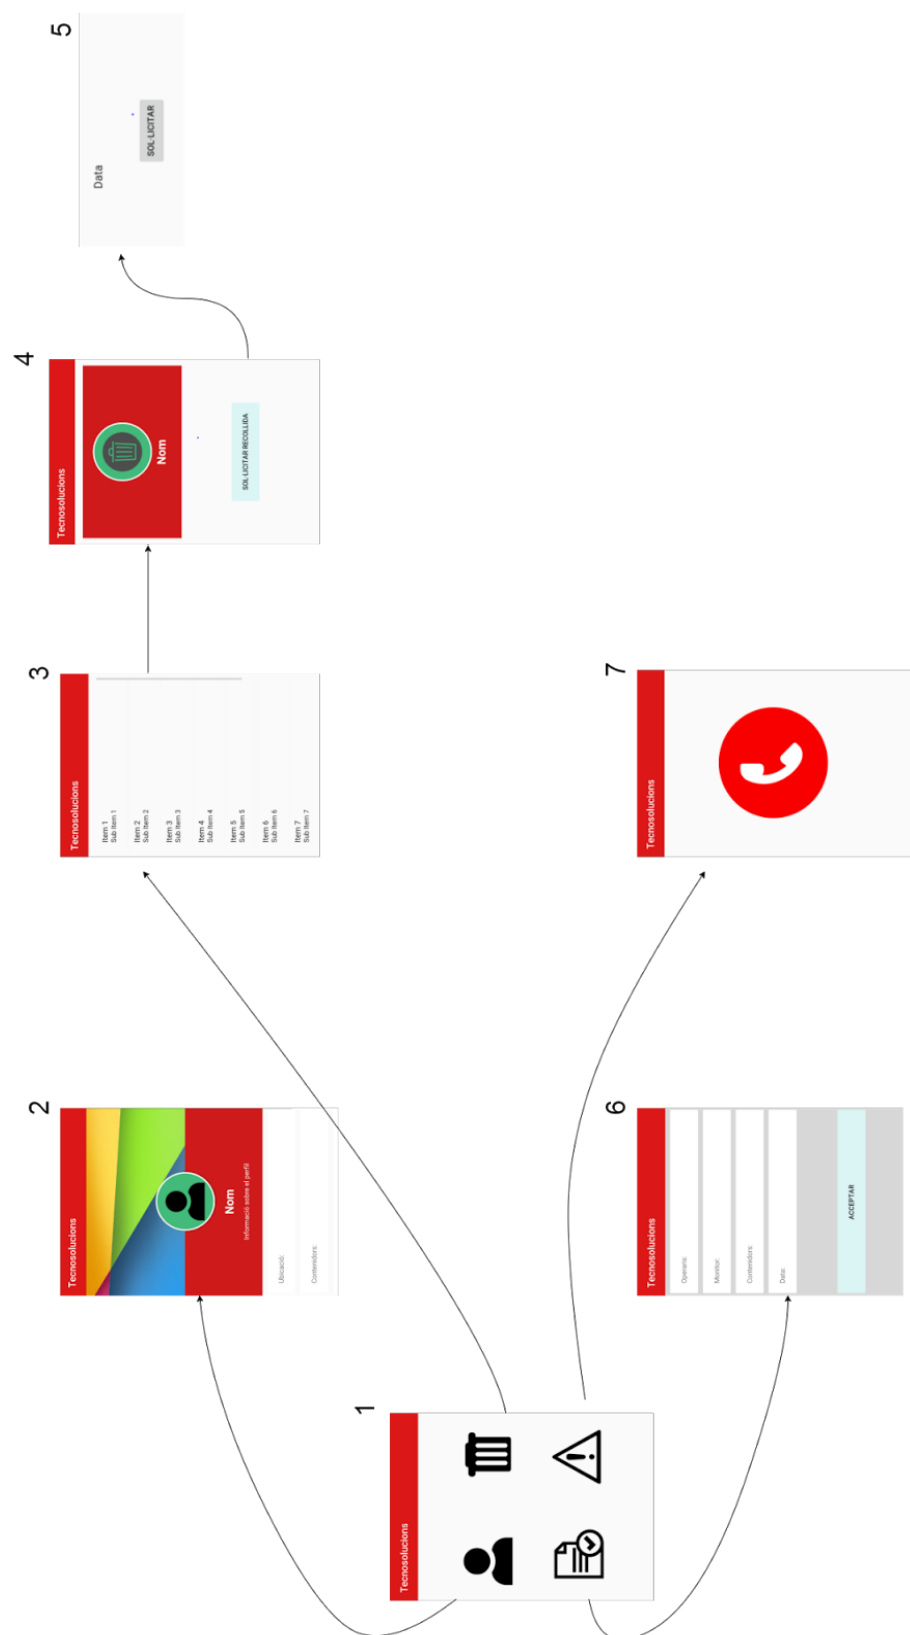 1
Tecnosolucions
2
Tecnosolucions
Nom
Informació sobre el perfil
Ubicació:
Contenidors:
3
Tecnosolucions
Item 1
Sub Item 1
Item 2
Sub Item 2
Item 3
Sub Item 3
Item 4
Sub Item 4
Item 5
Sub Item 5
Item 6
Sub Item 6
Item 7
Sub Item 7
4
Tecnosolucions
Nom
SOL·LICITAR RECOLLIDA
5
Data
SOL·LICITAR
6
Tecnosolucions
Operaris:
Monitor:
Contenidors:
Data:
ACCEPTAR
7
Tecnosolucions